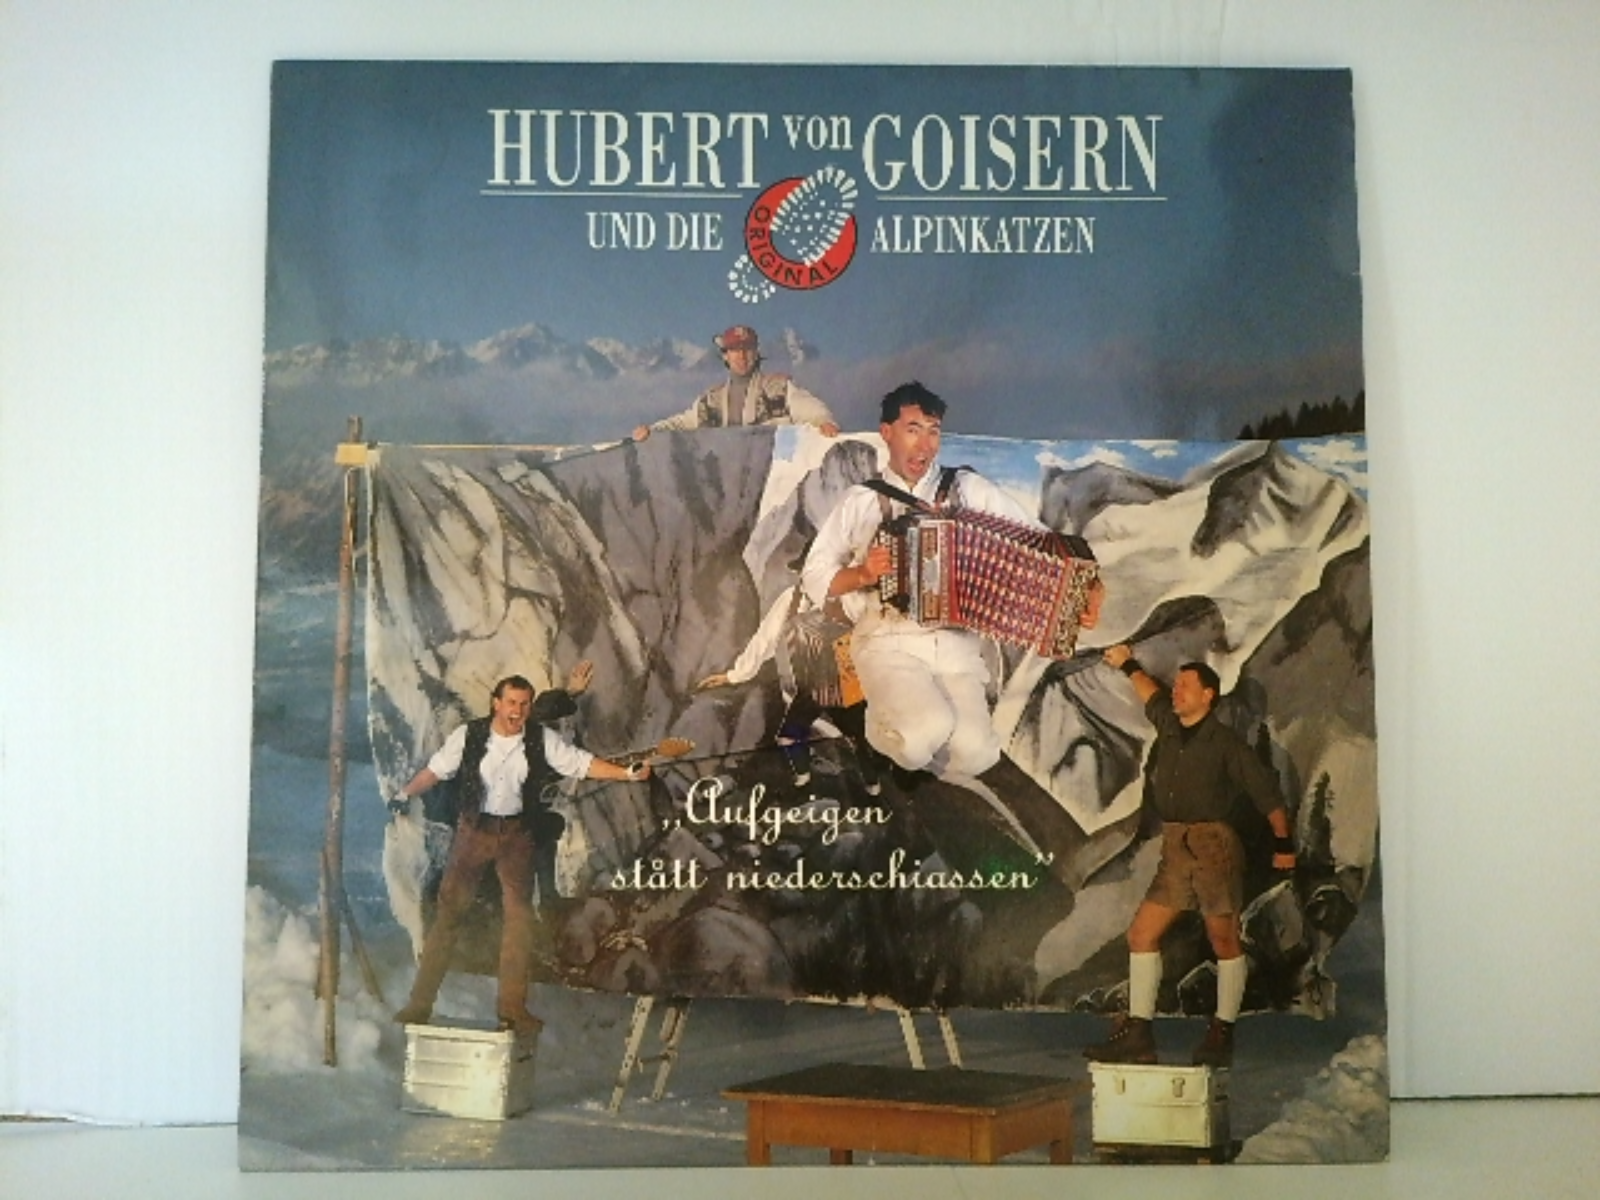 HUBERT von GOISERN
UND DIE ORIGINAL ALPINKATZEN
„Aufgeigen
stått niederschiassen”